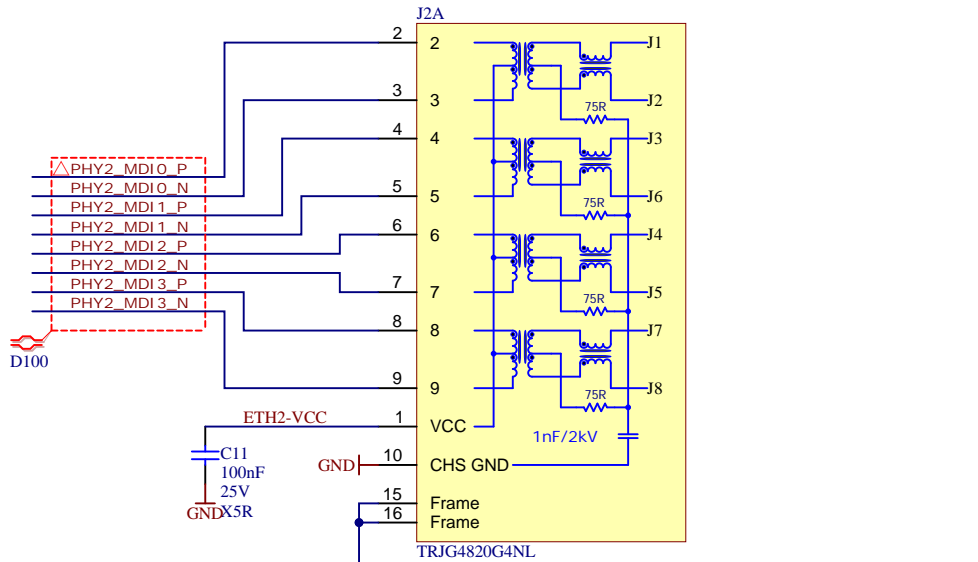 J2A
2
2
J1
3
3
J2
75R
4
4
J3
PHY2_MDI0_P
PHY2_MDI0_N
PHY2_MDI1_P
PHY2_MDI1_N
PHY2_MDI2_P
PHY2_MDI2_N
PHY2_MDI3_P
PHY2_MDI3_N
D100
5
5
J6
75R
6
6
J4
7
7
J5
75R
8
8
J7
9
9
J8
75R
ETH2-VCC
1
VCC
1nF/2kV
C11
100nF
25V
X5R
GND
GND
10
CHS GND
15
Frame
16
Frame
TRJG4820G4NL